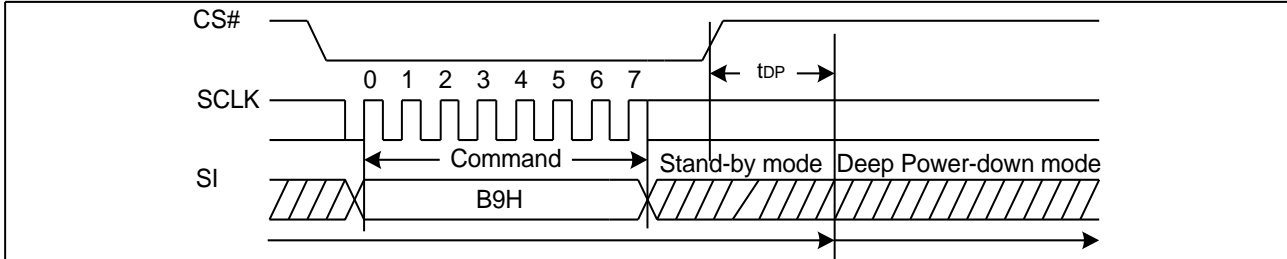 CS#
tDP
0 1 2 3 4 5 6 7
SCLK
Command
Stand-by mode Deep Power-down mode
SI
B9H